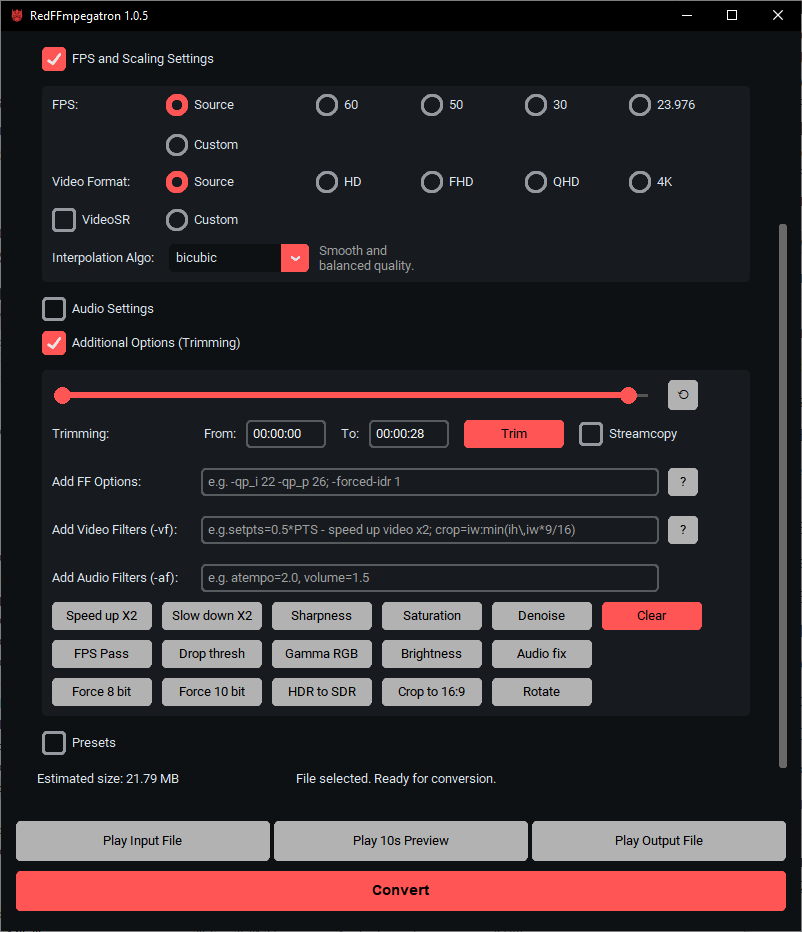 RedFFmpegatron 1.0.5
FPS and Scaling Settings
FPS: Source 60 50 30 23.976
Custom
Video Format: Source HD FHD QHD 4K
VideoSR Custom
Interpolation Algo: bicubic Smooth and
balanced quality.
Audio Settings
Additional Options (Trimming)
Trimming: From: 00:00:00 To: 00:00:28 Trim Streamcopy
Add FF Options: e.g. -qp_i 22 -qp_p 26; -forced-idr 1 ?
Add Video Filters (-vf): e.g.setpts=0.5*PTS - speed up video x2; crop=iw:min(ih\,iw*9/16) ?
Add Audio Filters (-af): e.g. atempo=2.0, volume=1.5
Speed up X2 Slow down X2 Sharpness Saturation Denoise Clear
FPS Pass Drop thresh Gamma RGB Brightness Audio fix
Force 8 bit Force 10 bit HDR to SDR Crop to 16:9 Rotate
Presets
Estimated size: 21.79 MB File selected. Ready for conversion.
Play Input File Play 10s Preview Play Output File
Convert